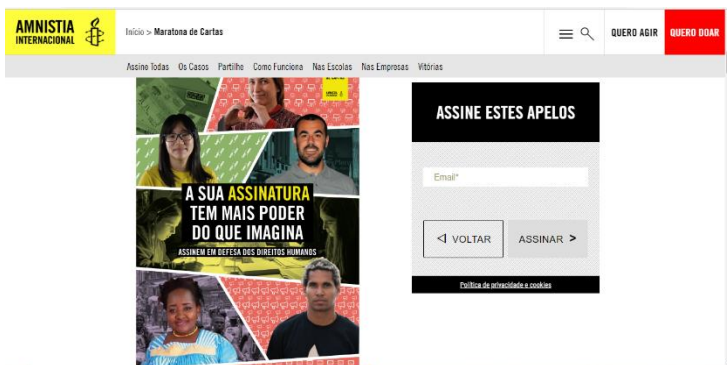 AMNISTIA
INTERNACIONAL
Início > Maratona de Cartas
QUERO AGIR
QUERO DOAR
Assine Todas Os Casos Partilhe Como Funciona Nas Escolas Nas Empresas Vitórias
A SUA ASSINATURA
TEM MAIS PODER
DO QUE IMAGINA
ASSINEM EM DEFESA DOS DIREITOS HUMANOS
ASSINE ESTES APELOS
Email*
VOLTAR
ASSINAR >
Política de privacidade e cookies